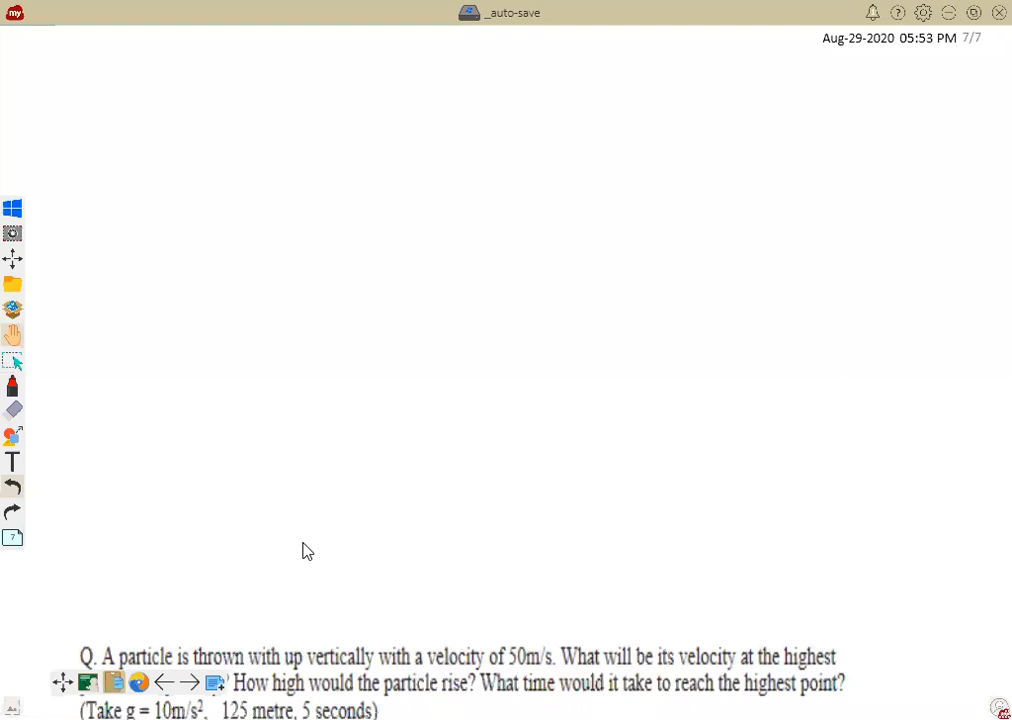 my
_auto-save
Aug-29-2020 05:53 PM 7/7
T
7
Q. A particle is thrown with up vertically with a velocity of 50m/s. What will be its velocity at the highest
How high would the particle rise? What time would it take to reach the highest point?
(Take g = 10m/s², 125 metre, 5 seconds)